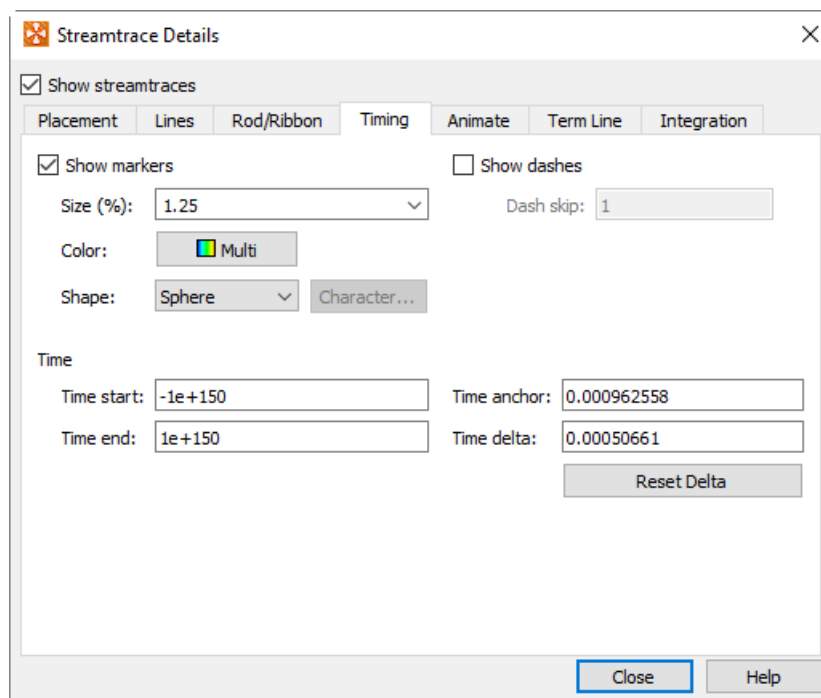 Streamtrace Details
Show streamtraces
Placement Lines Rod/Ribbon Timing Animate Term Line Integration
Show markers Show dashes
Size (%): 1.25 Dash skip: 1
Color: Multi
Shape: Sphere Character...
Time
Time start: -1e+150 Time anchor: 0.000962558
Time end: 1e+150 Time delta: 0.00050661
Reset Delta
Close Help